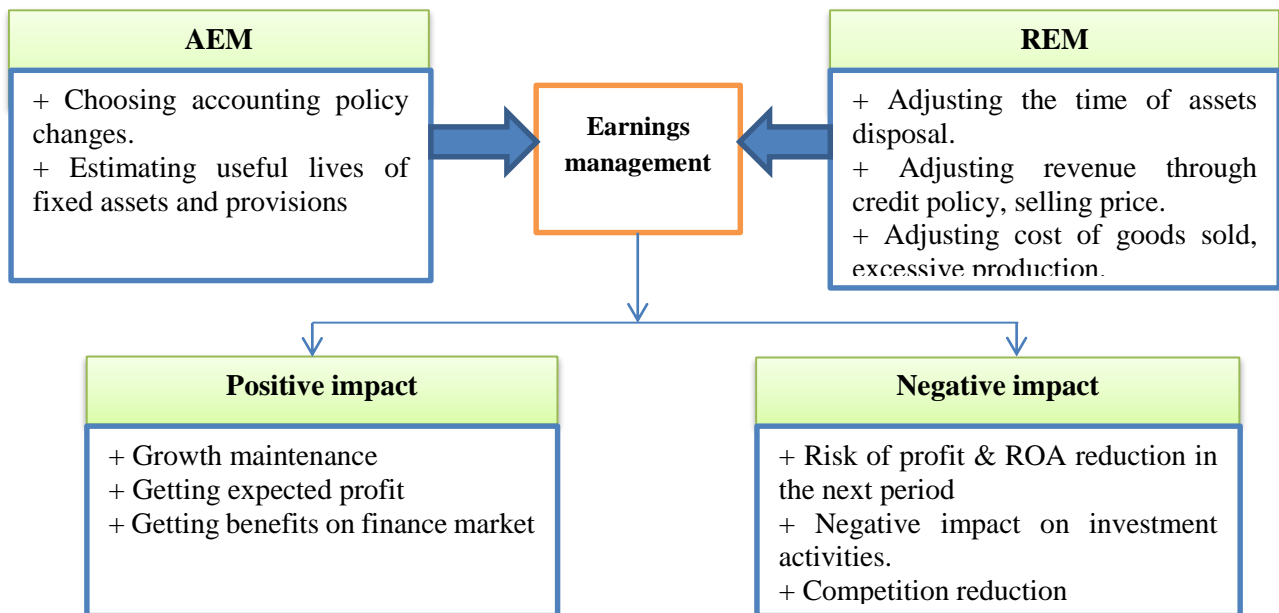 AEM
+ Choosing accounting policy
changes.
+ Estimating useful lives of
fixed assets and provisions
Earnings
management
REM
+ Adjusting the time of assets
disposal.
+ Adjusting revenue through
credit policy, selling price.
+ Adjusting cost of goods sold,
excessive production.
Positive impact
+ Growth maintenance
+ Getting expected profit
+ Getting benefits on finance market
Negative impact
+ Risk of profit & ROA reduction in
the next period
+ Negative impact on investment
activities.
+ Competition reduction